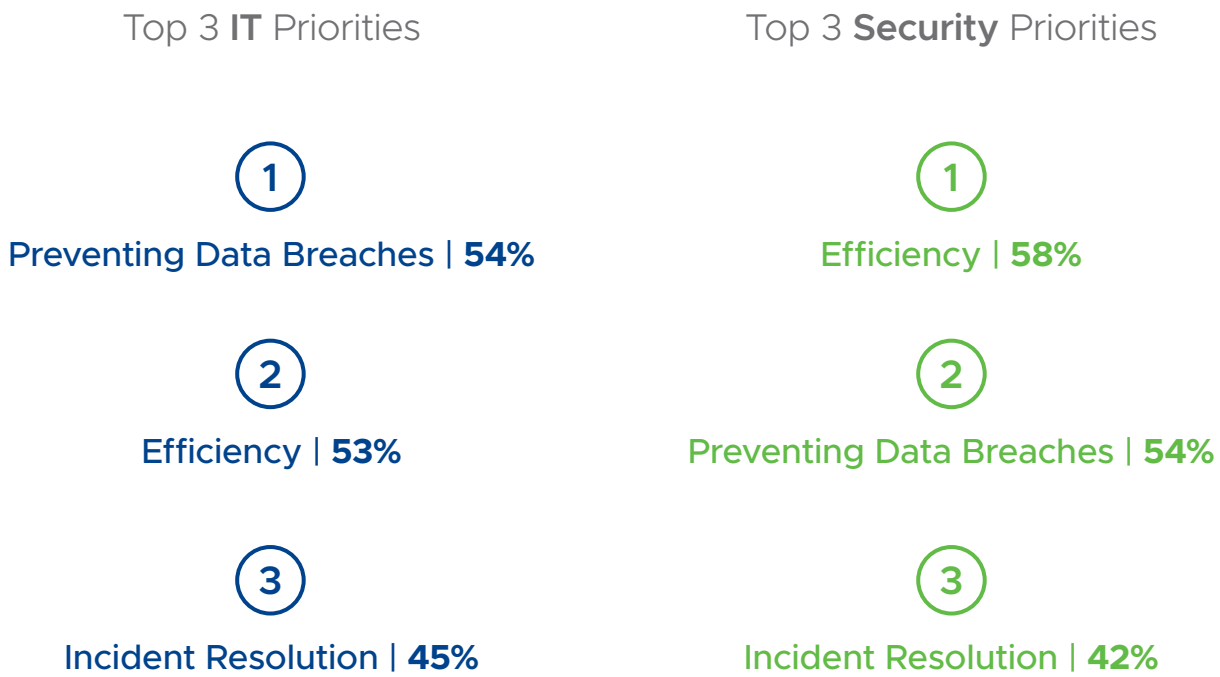 Top 3 IT Priorities
1
Preventing Data Breaches | 54%
2
Efficiency | 53%
3
Incident Resolution | 45%
Top 3 Security Priorities
1
Efficiency | 58%
2
Preventing Data Breaches | 54%
3
Incident Resolution | 42%